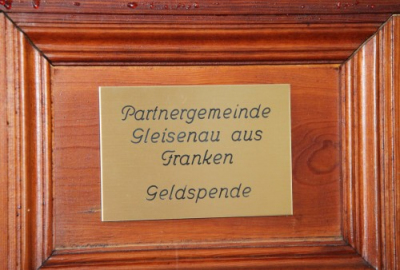 Partnergemeinde
Gleisenau aus
Franken
Geldspende